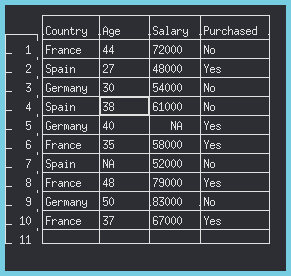 Country Age Salary Purchased
1 France 44 72000 No
2 Spain 27 48000 Yes
3 Germany 30 54000 No
4 Spain 38 61000 No
5 Germany 40 NA Yes
6 France 35 58000 Yes
7 Spain NA 52000 No
8 France 48 79000 Yes
9 Germany 50 83000 No
10 France 37 67000 Yes
11